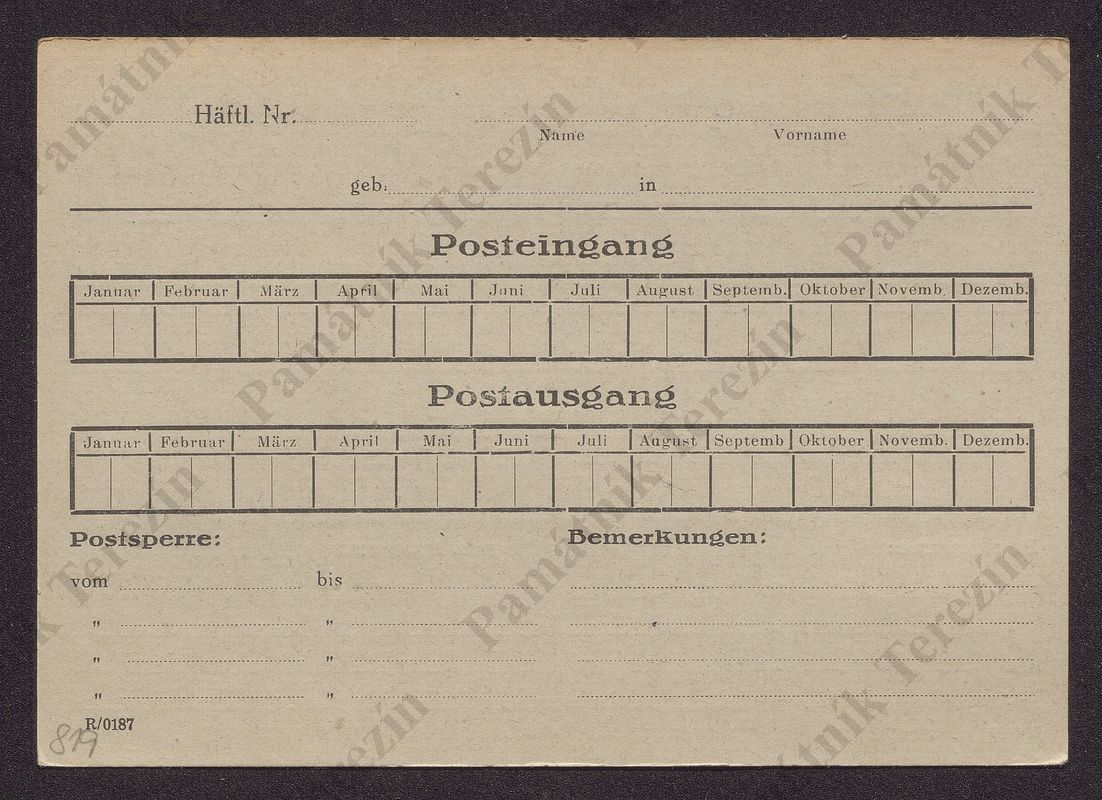 Häftl. Nr.
Name Vorname
geb. in
Posteingang
Januar Februar März April Mai Juni Juli August Septemb. Oktober Novemb. Dezemb.
Postausgang
Januar Februar März April Mai Juni Juli August Septemb Oktober Novemb. Dezemb.
Postsperre: Bemerkungen:
vom bis
" "
" "
" "
R/0187
819
Památník Terezín